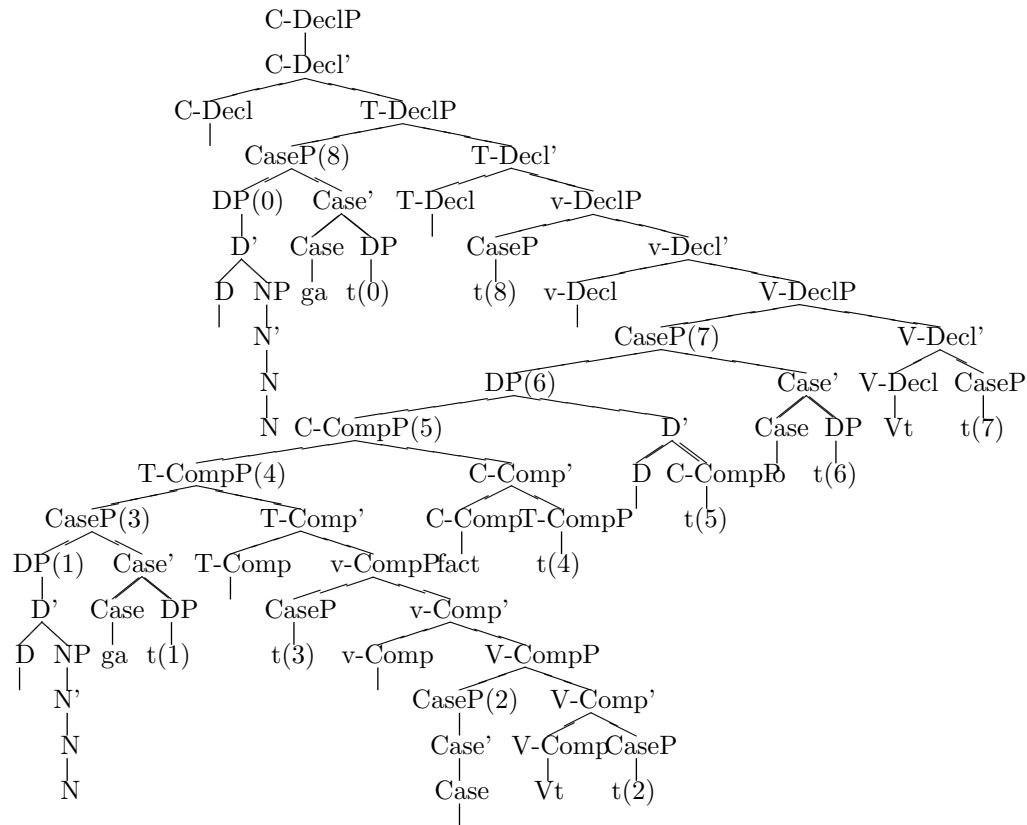 C-DeclP
C-Decl'
C-Decl T-DeclP
CaseP(8) T-Decl'
DP(0) Case' T-Decl v-DeclP
D' Case DP CaseP v-Decl'
D NP ga t(0) t(8) v-Decl V-DeclP
N' CaseP(7) V-Decl'
N DP(6) Case' V-Decl CaseP
N C-CompP(5) D' Case DP Vt t(7)
T-CompP(4) C-Comp' D C-CompP o t(6)
CaseP(3) T-Comp' C-Comp T-CompP t(5)
DP(1) Case' T-Comp v-CompP fact t(4)
D' Case DP CaseP v-Comp'
D NP ga t(1) t(3) v-Comp V-CompP
N' CaseP(2) V-Comp'
N Case' V-Comp CaseP
N Case Vt t(2)